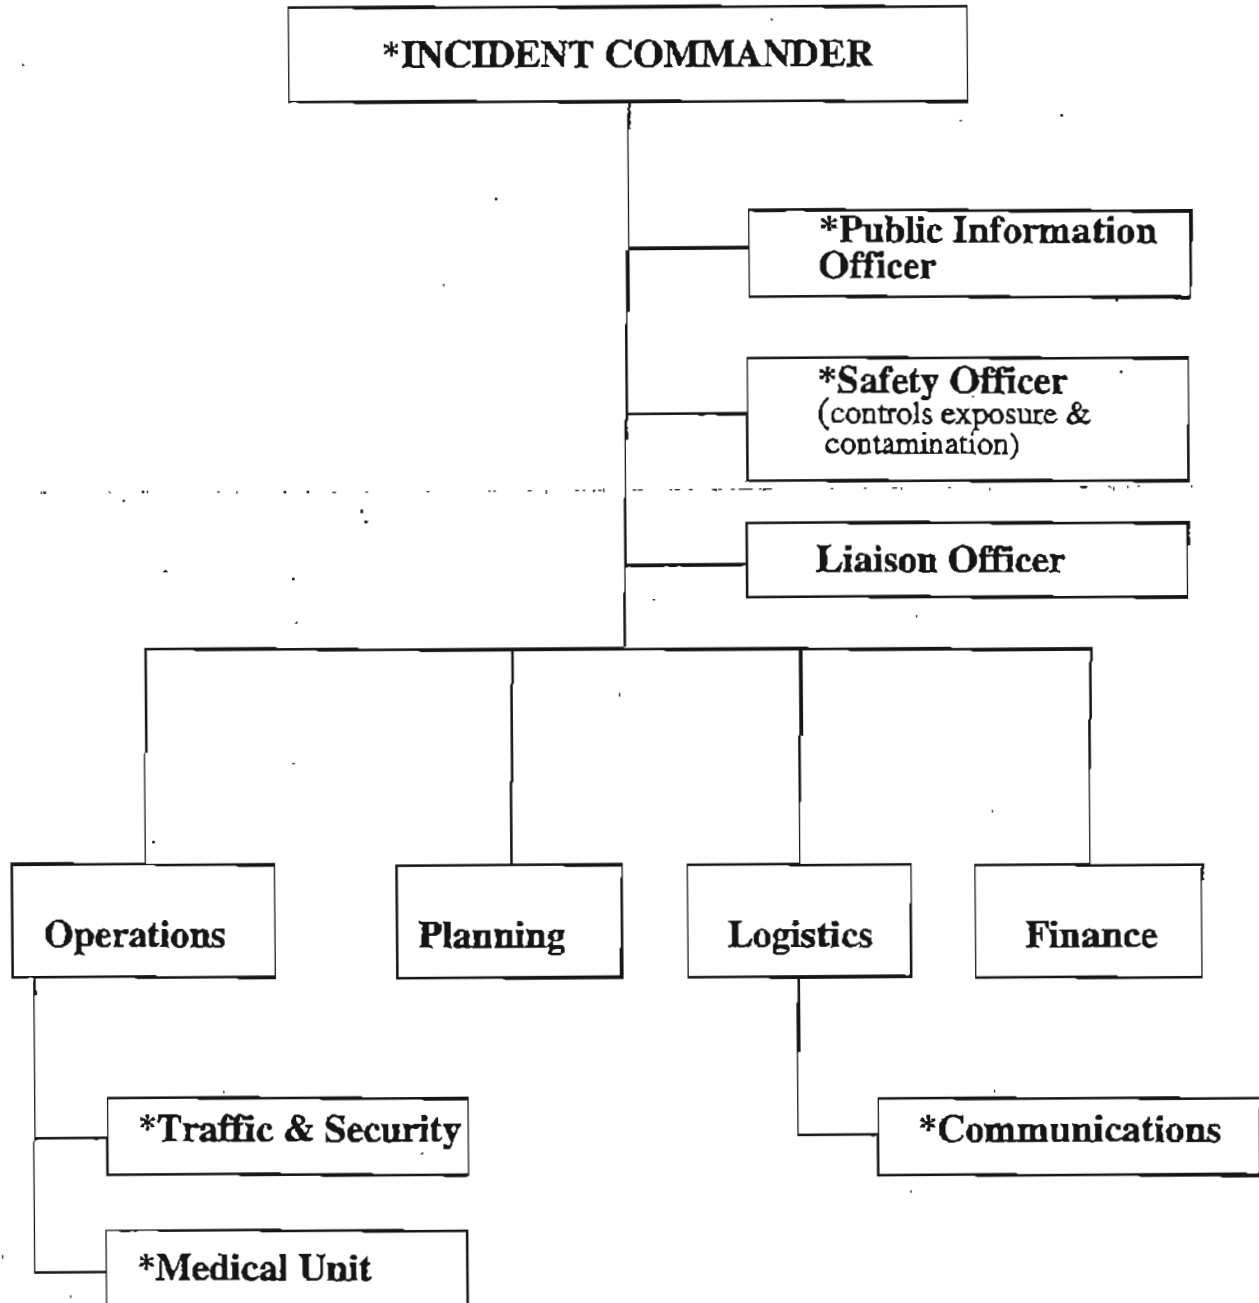 *INCIDENT COMMANDER
*Public Information
Officer
*Safety Officer
(controls exposure &
contamination)
Liaison Officer
Operations
Planning
Logistics
Finance
*Traffic & Security
*Communications
*Medical Unit